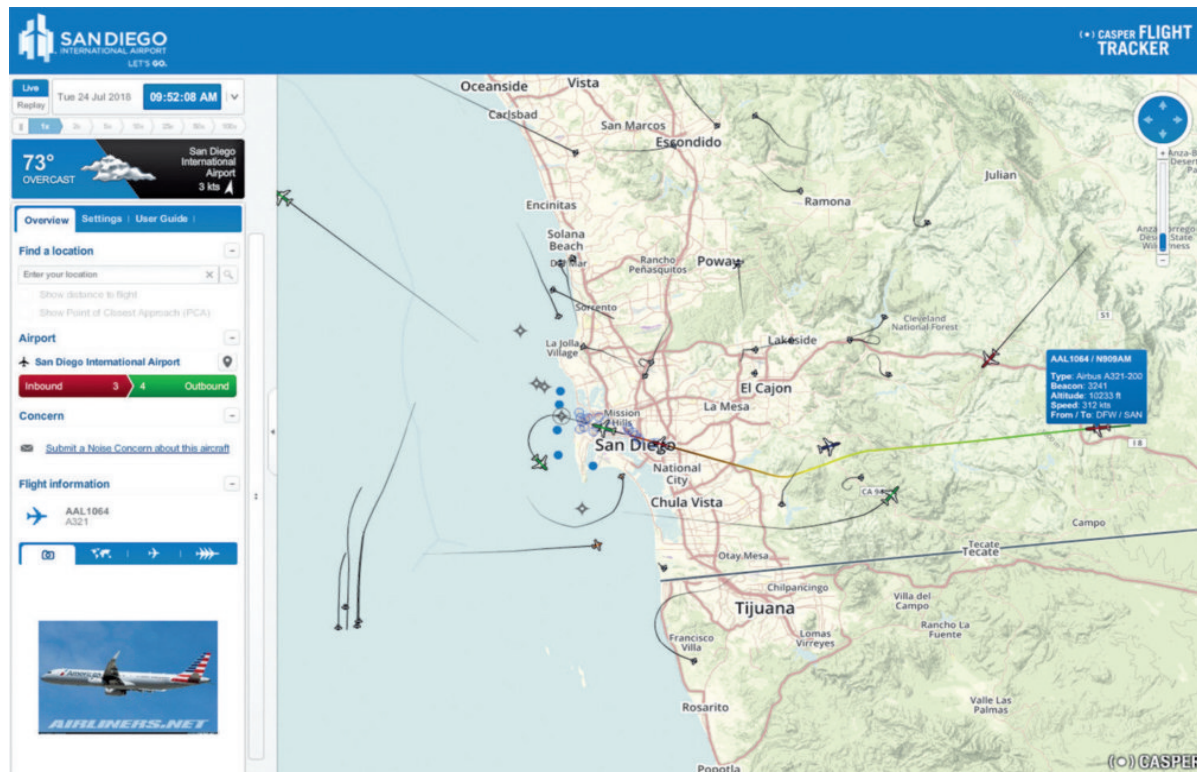 SAN DIEGO
INTERNATIONAL AIRPORT
LET'S GO.
((•)) CASPER FLIGHT
TRACKER
Live
Replay
Tue 24 Jul 2018
09:52:08 AM
1x
73°
OVERCAST
San Diego
International
Airport
3 kts
Overview
Settings
User Guide
Find a location
Enter your location
Show distance to flight
Show Point of Closest Approach (PCA)
Airport
San Diego International Airport
Inbound 3
4 Outbound
Concern
Submit a Noise Concern about this aircraft
Flight information
AAL1064
A321
American
AIRLINERS.NET
Oceanside
Vista
Carlsbad
San Marcos
Escondido
Julian
Encinitas
Ramona
Solana
Beach
Del Mar
Rancho
Peñasquitos
Poway
Sorrento
Cleveland
National Forest
S1
La Jolla
Village
Lakeside
El Cajon
La Mesa
Mission
Hills
San Diego
National
City
Chula Vista
CA 94
I 8
AAL1064 / N909AM
Type: Airbus A321-200
Beacon: 3241
Altitude: 10233 ft
Speed: 312 kts
From / To: DFW / SAN
Campo
Otay Mesa
Tecate
Tecate
Chilpancingo
Tijuana
Villa del
Campo
Rancho La
Fuente
Francisco
Villa
Lomas
Virreyes
Valle Las
Palmas
Rosarito
Popotla
((•)) CASPER